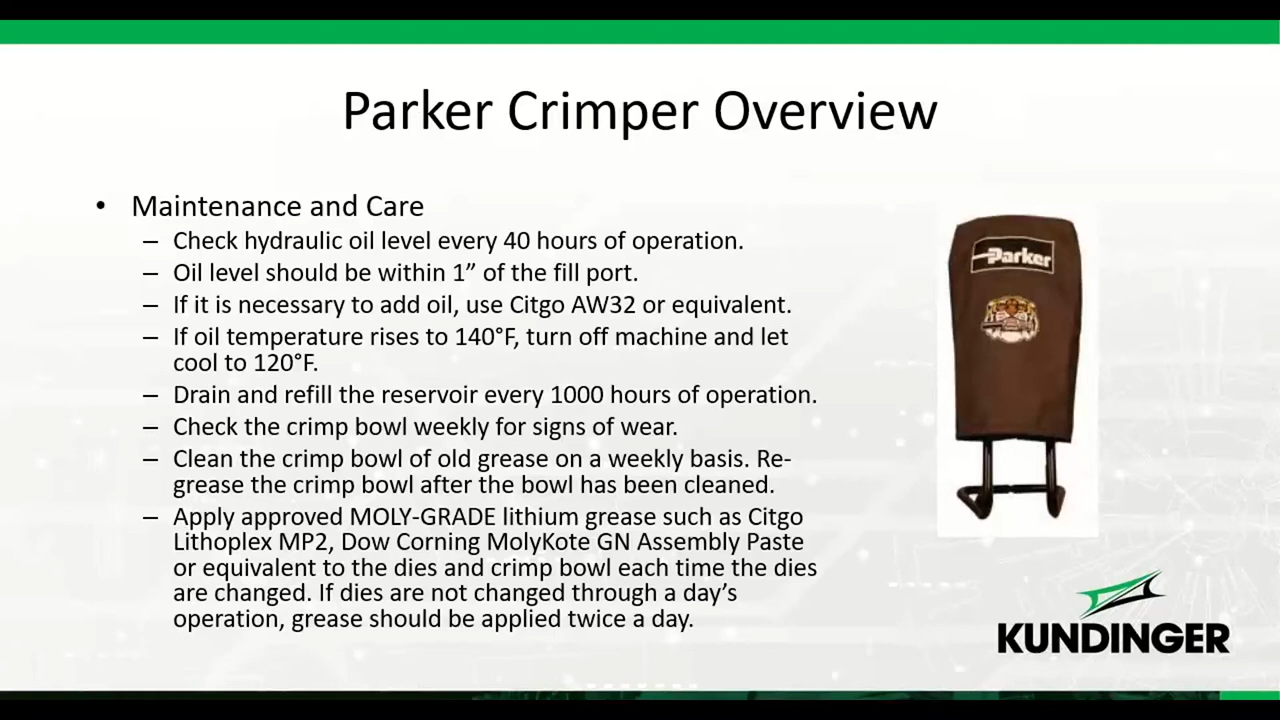 Parker Crimper Overview
• Maintenance and Care
– Check hydraulic oil level every 40 hours of operation.
– Oil level should be within 1” of the fill port.
– If it is necessary to add oil, use Citgo AW32 or equivalent.
– If oil temperature rises to 140°F, turn off machine and let
cool to 120°F.
– Drain and refill the reservoir every 1000 hours of operation.
– Check the crimp bowl weekly for signs of wear.
– Clean the crimp bowl of old grease on a weekly basis. Re-
grease the crimp bowl after the bowl has been cleaned.
– Apply approved MOLY-GRADE lithium grease such as Citgo
Lithoplex MP2, Dow Corning MolyKote GN Assembly Paste
or equivalent to the dies and crimp bowl each time the dies
are changed. If dies are not changed through a day’s
operation, grease should be applied twice a day.
Parker
KUNDINGER